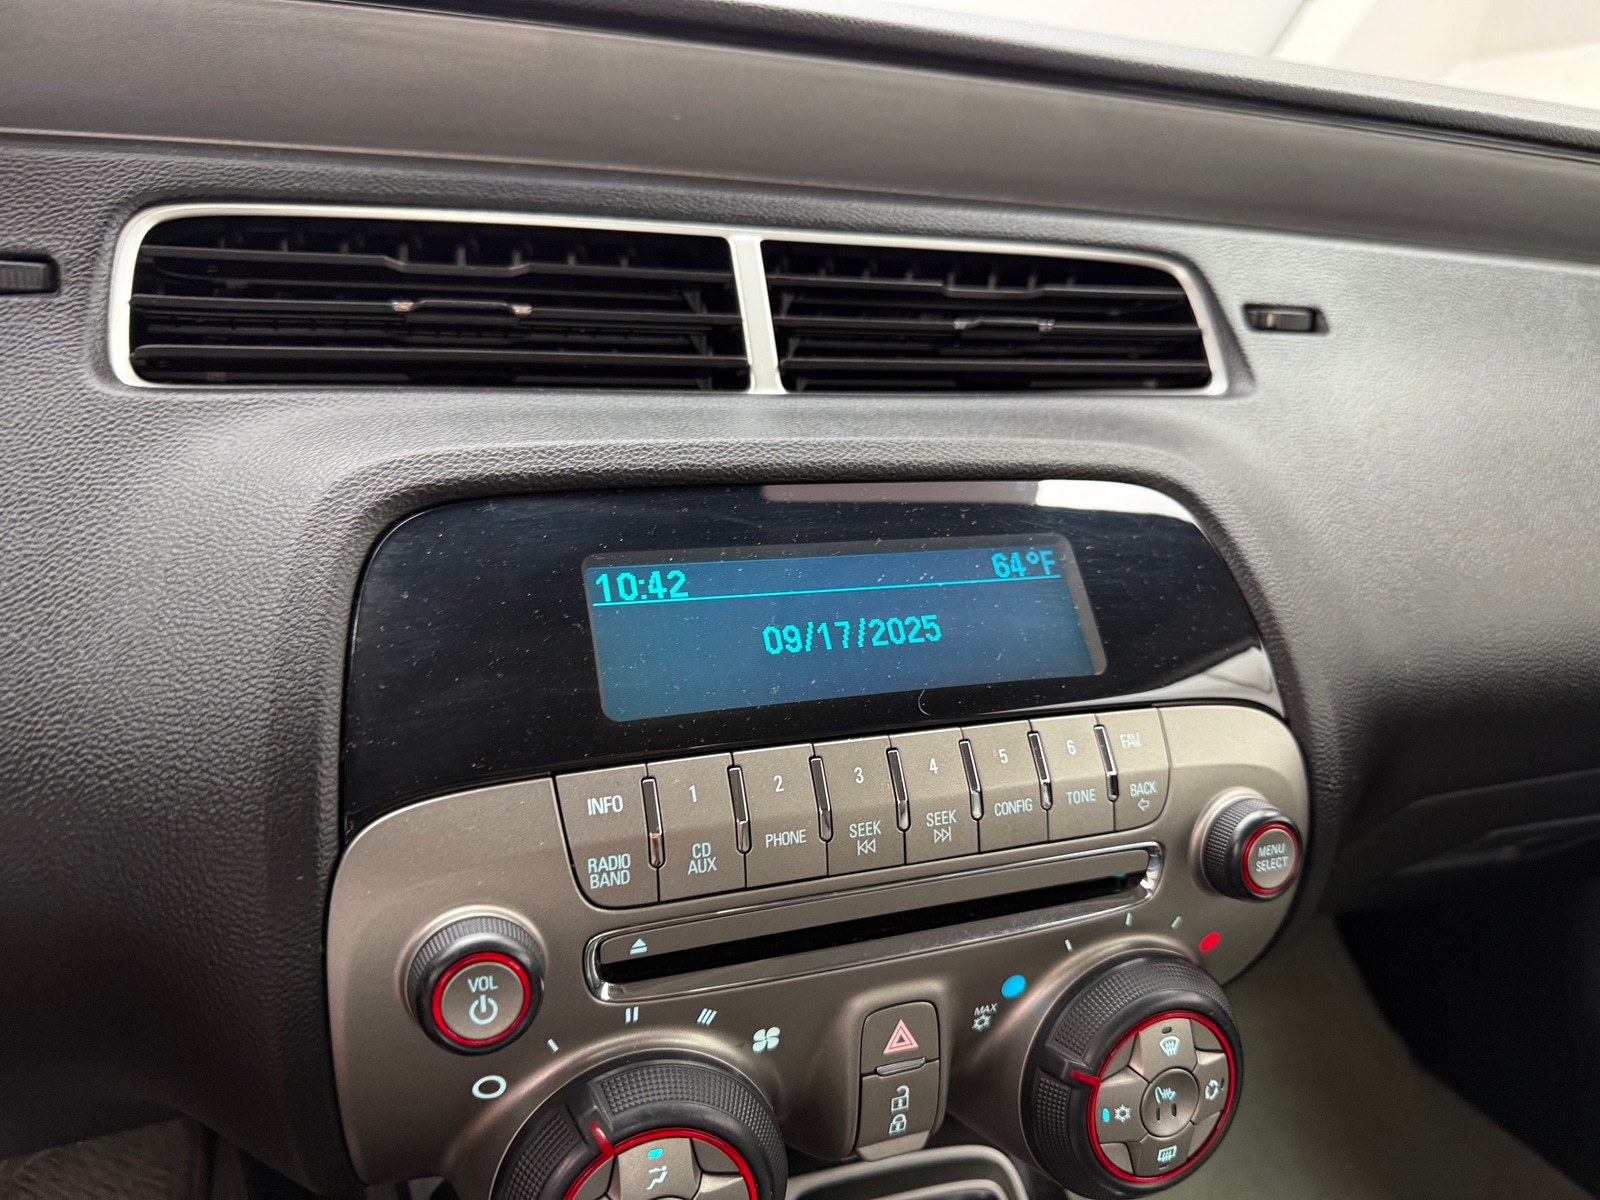 10:42 64°F
09/17/2025
INFO 1 2 3 4 5 6 FAV
RADIO BAND CD AUX PHONE SEEK SEEK CONFIG TONE BACK
MENU SELECT
VOL
MAX